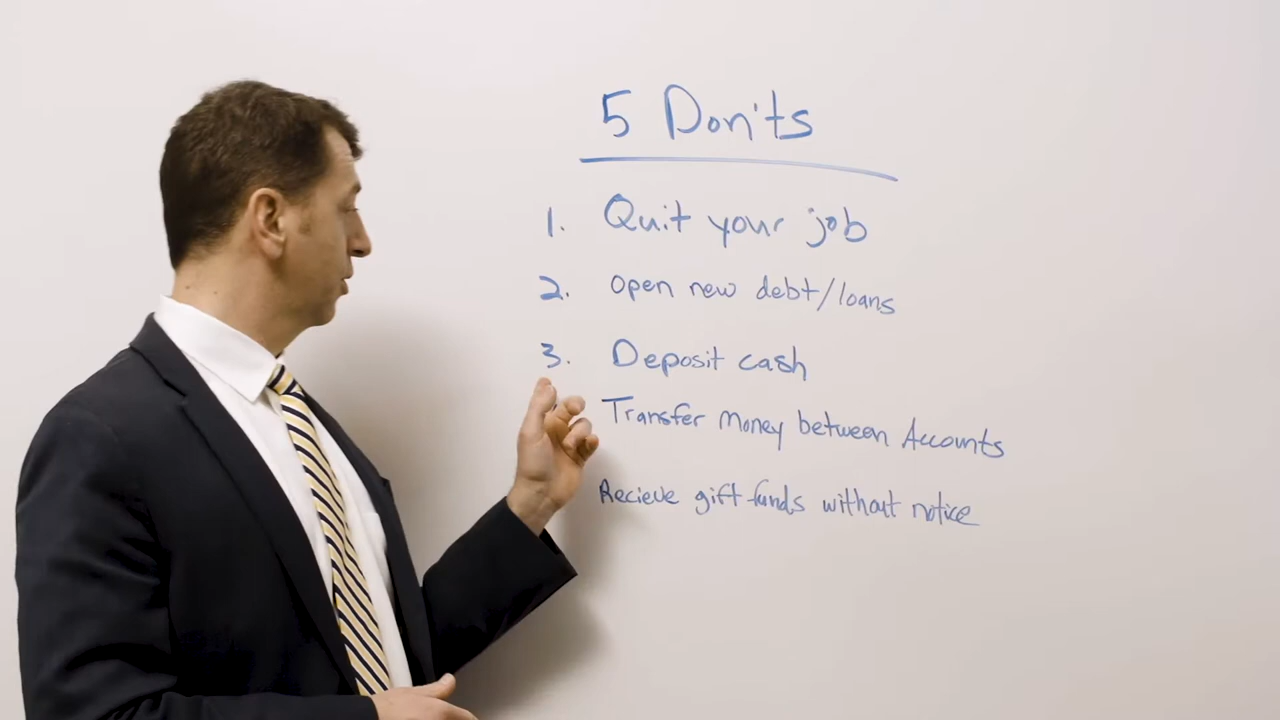 5 Don'ts
1. Quit your job
2. Open new debt/loans
3. Deposit cash
Transfer Money between Accounts
Recieve gift funds without notice